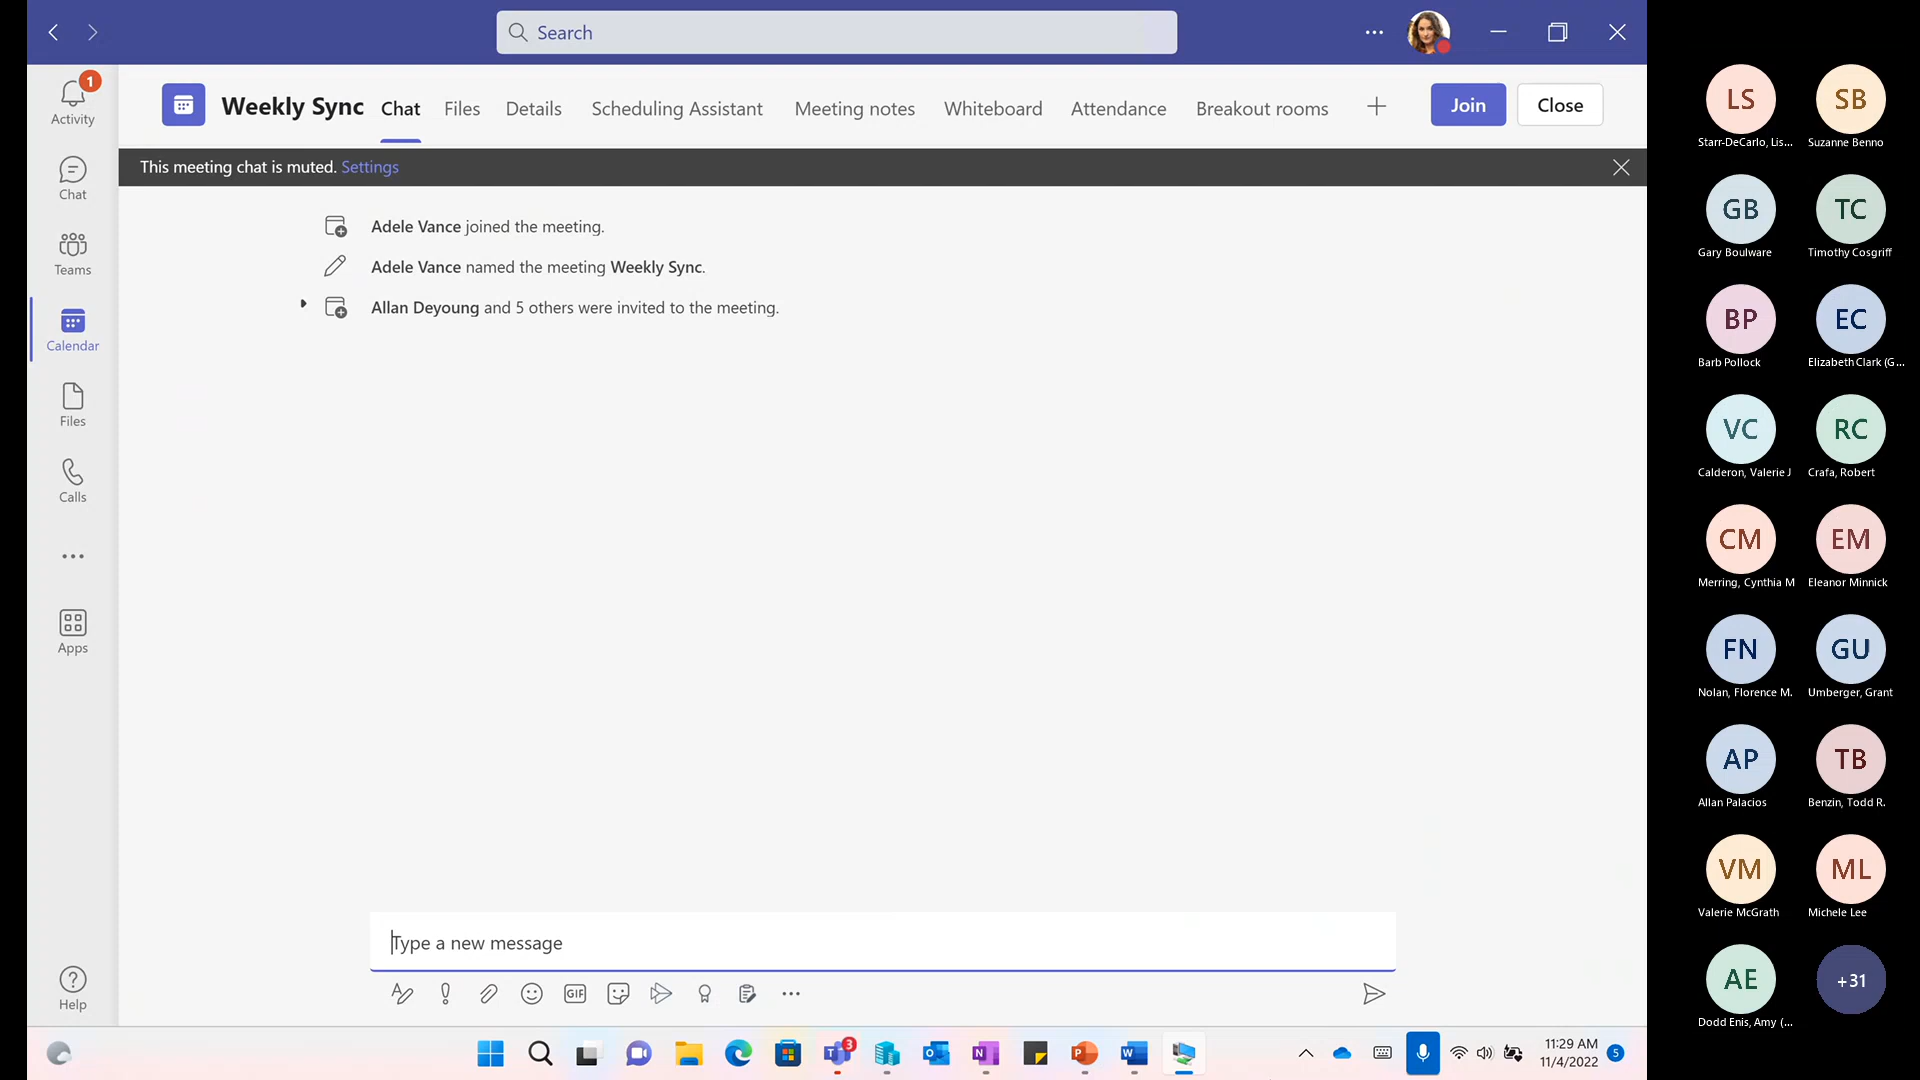 Search
Activity
1
Chat
Teams
Calendar
Files
Calls
Apps
Help
Weekly Sync
Chat
Files
Details
Scheduling Assistant
Meeting notes
Whiteboard
Attendance
Breakout rooms
Join
Close
This meeting chat is muted. Settings
Adele Vance joined the meeting.
Adele Vance named the meeting Weekly Sync.
Allan Deyoung and 5 others were invited to the meeting.
Type a new message
GIF
3
11:29 AM
11/4/2022
5
LS
Starr-DeCarlo, Lis...
SB
Suzanne Benno
GB
Gary Boulware
TC
Timothy Cosgriff
BP
Barb Pollock
EC
Elizabeth Clark (G...
VC
Calderon, Valerie J
RC
Crafa, Robert
CM
Merring, Cynthia M
EM
Eleanor Minnick
FN
Nolan, Florence M.
GU
Umberger, Grant
AP
Allan Palacios
TB
Benzin, Todd R.
VM
Valerie McGrath
ML
Michele Lee
AE
Dodd Enis, Amy (...
+31